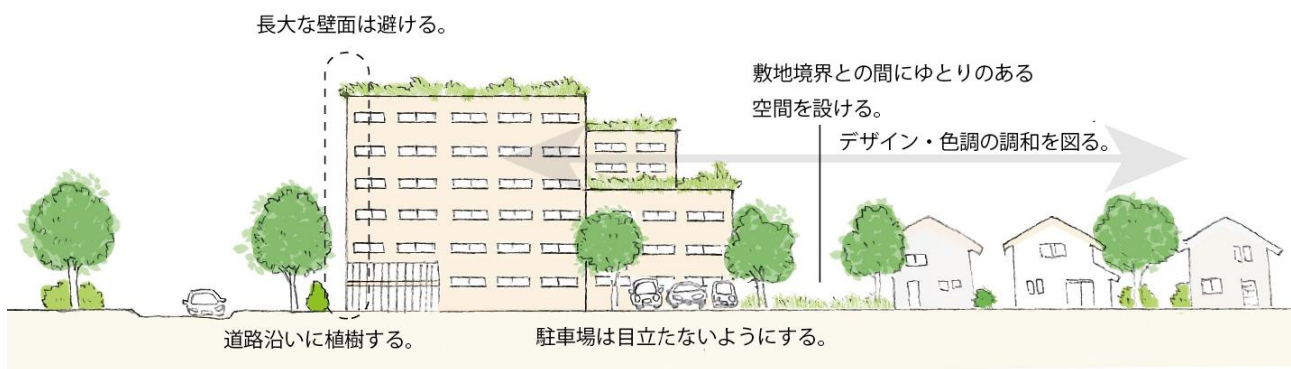 長大な壁面は避ける。
敷地境界との間にゆとりのある
空間を設ける。
デザイン・色調の調和を図る。
道路沿いに植樹する。
駐車場は目立たないようにする。